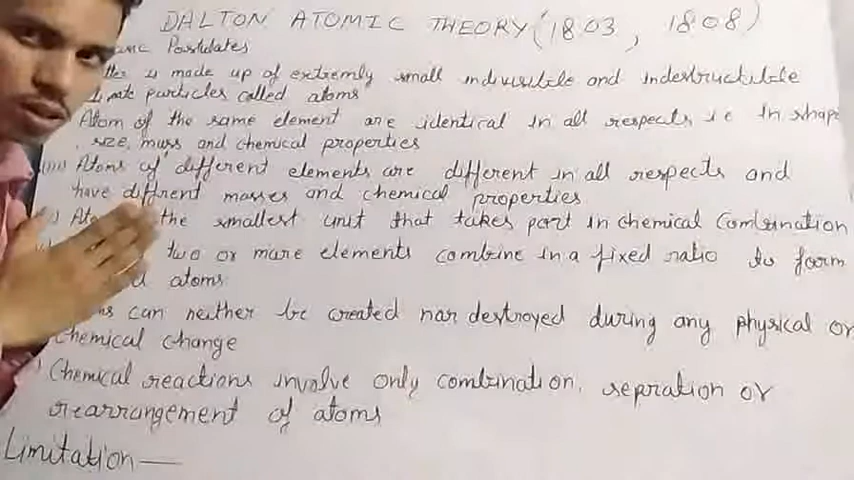 DALTON ATOMIC THEORY (1803, 1808)
Postulates
is made up of extremly small indivisible and indestructible
particles called atoms
Atom of the same element are identical in all respects i.e in shape
size, mass and chemical properties
(iii) Atoms of different elements are different in all respects and
have diffrent masses and chemical properties
the smallest unit that takes part in chemical Combination
two or more elements combine in a fixed ratio to form
atoms
can neither be created nor destroyed during any physical or
chemical change
Chemical reactions involve only combination, sepration or
rearrangement of atoms
Limitation —